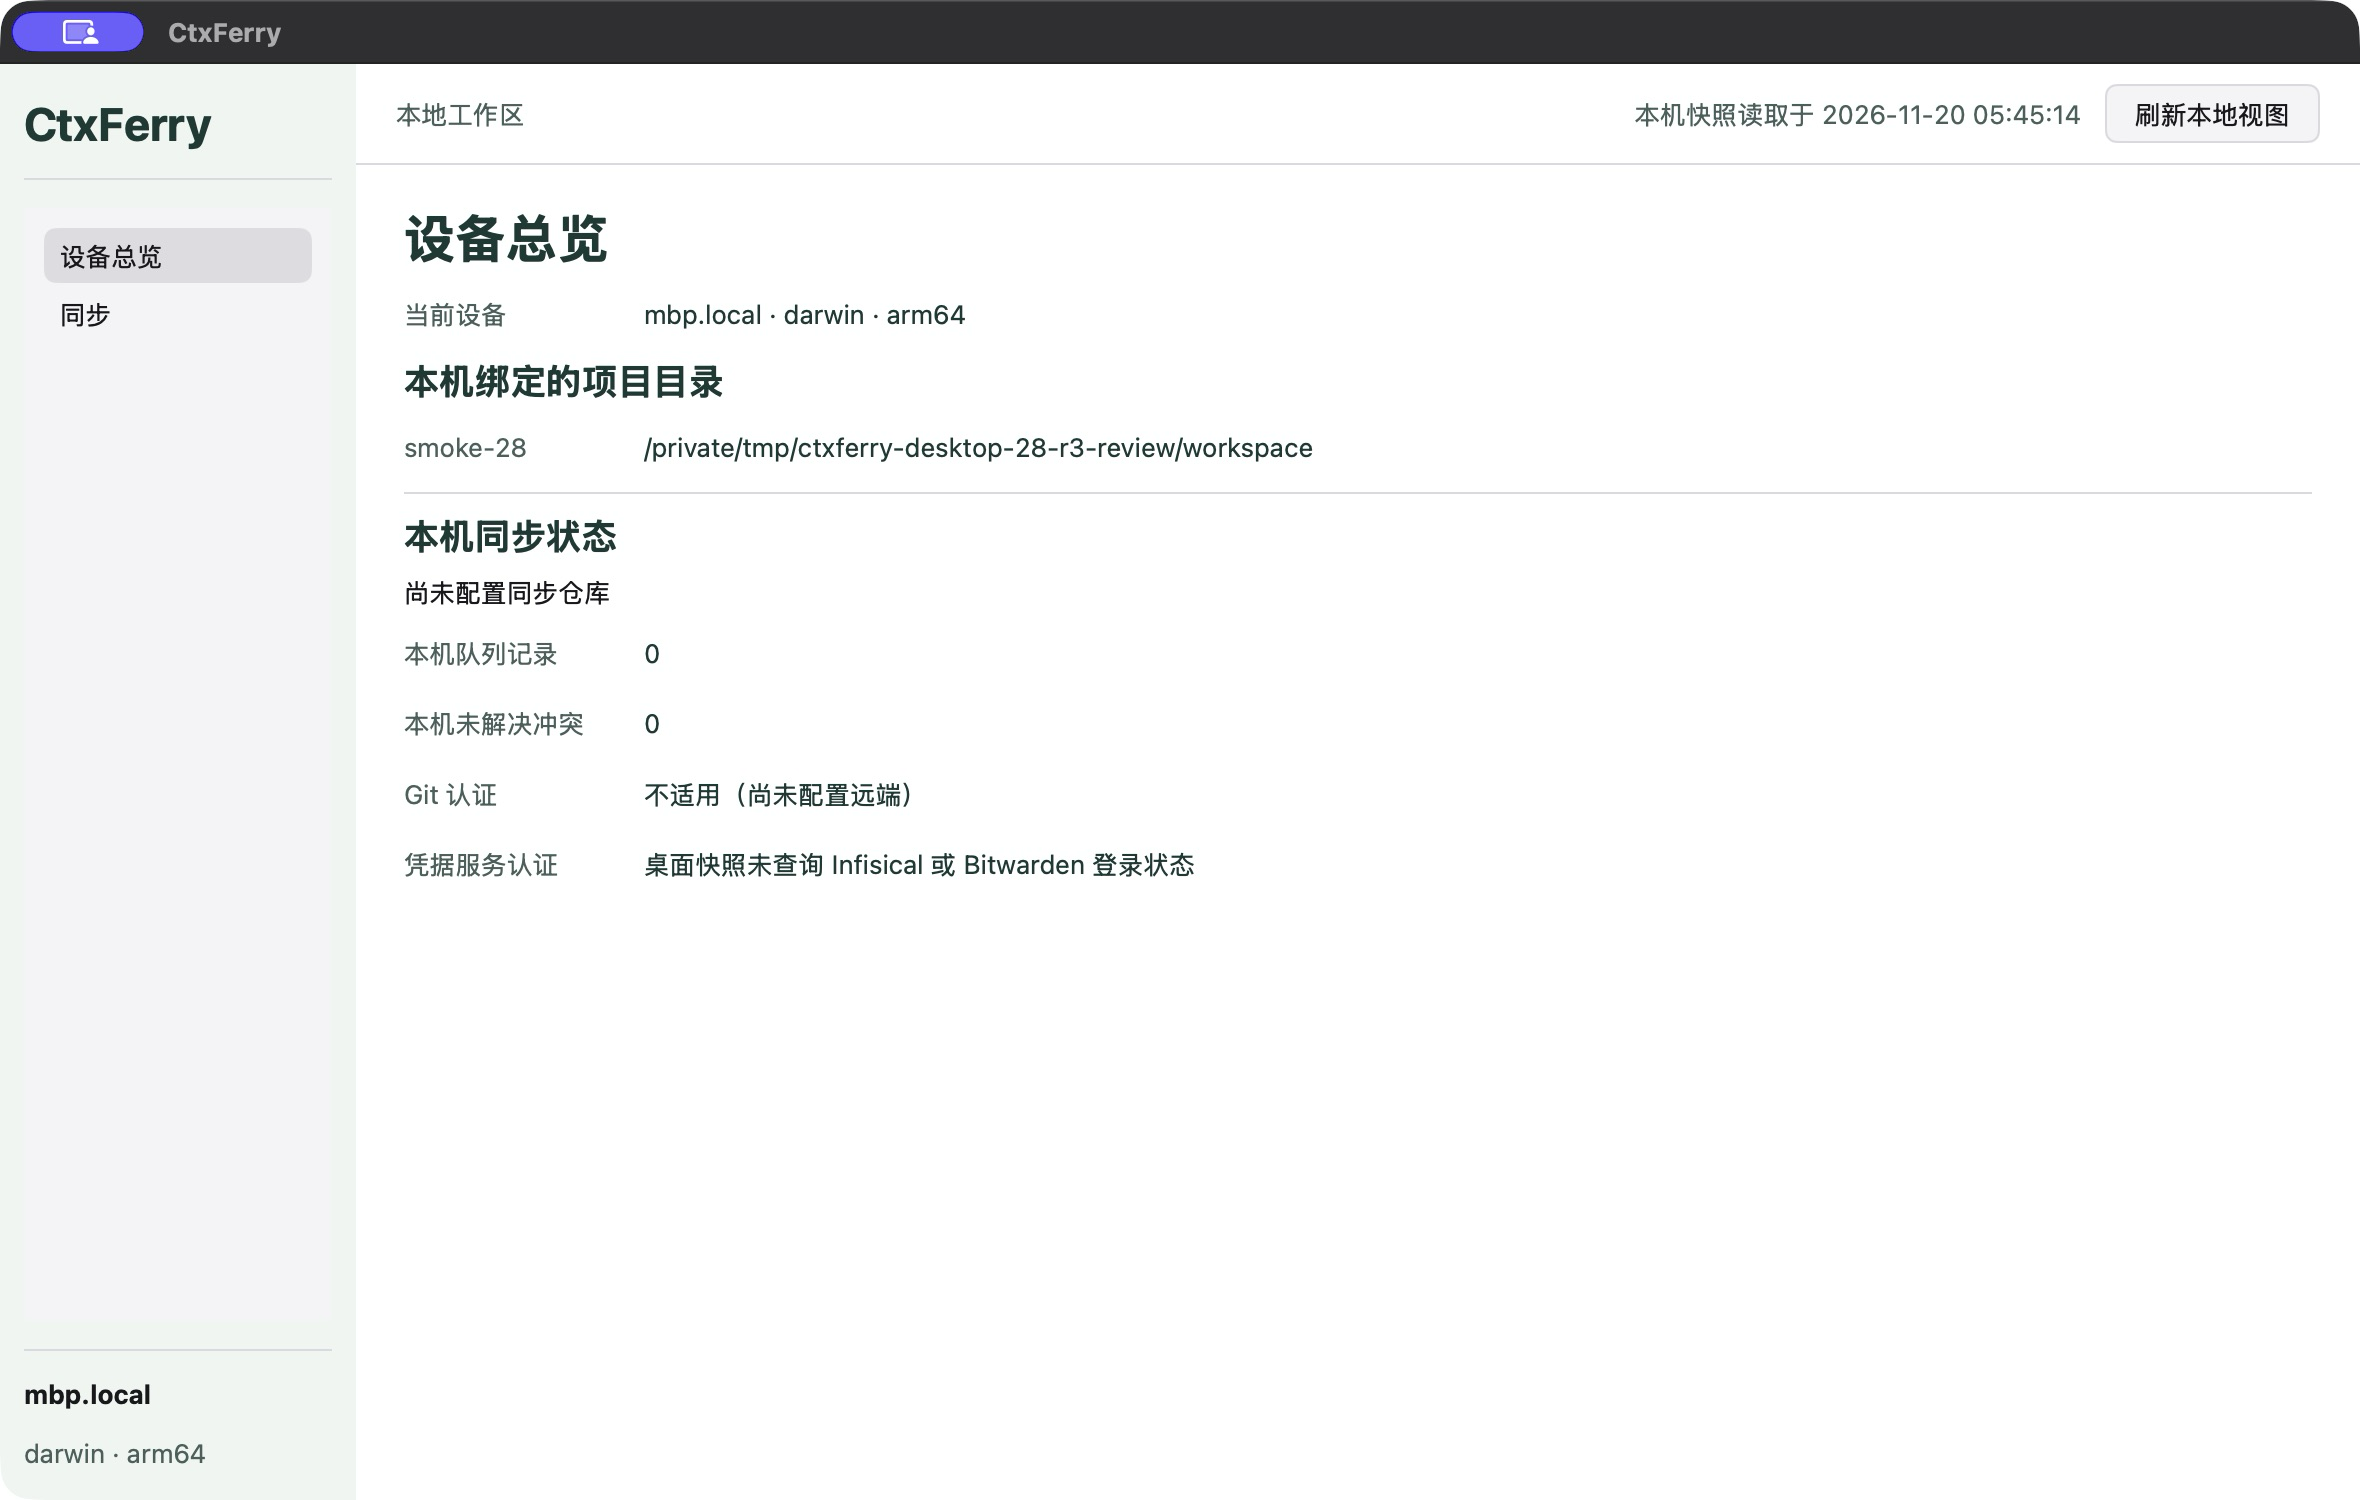 CtxFerry
CtxFerry
设备总览
同步
mbp.local
darwin · arm64
本地工作区
本机快照读取于 2026-11-20 05:45:14
刷新本地视图
设备总览
当前设备 mbp.local · darwin · arm64
本机绑定的项目目录
smoke-28 /private/tmp/ctxferry-desktop-28-r3-review/workspace
本机同步状态
尚未配置同步仓库
本机队列记录 0
本机未解决冲突 0
Git 认证 不适用（尚未配置远端）
凭据服务认证 桌面快照未查询 Infisical 或 Bitwarden 登录状态